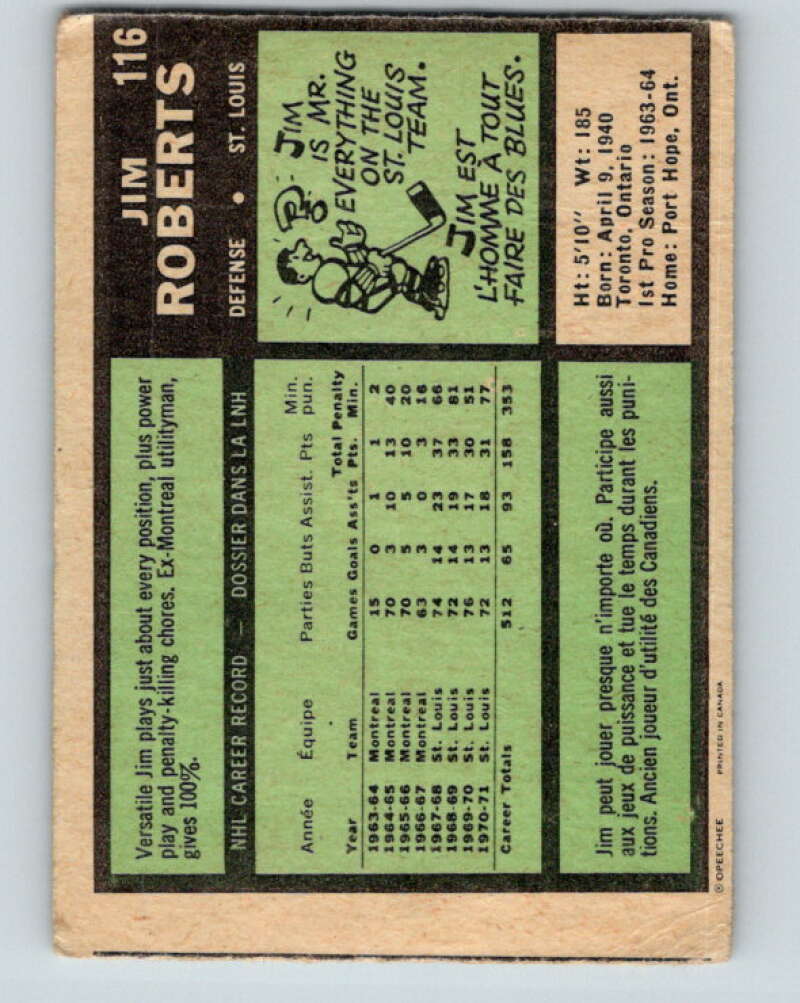 JIM 116
ROBERTS
DEFENSE • ST. LOUIS
Versatile Jim plays just about every position, plus power
play and penalty-killing chores. Ex-Montreal utilityman,
gives 100%.
NHL CAREER RECORD — DOSSIER DANS LA LNH
Année Équipe Parties Buts Assist. Pts Min. pun.
Year Team Games Goals Ass'ts Total Pts. Penalty Min.
1963-64 Montreal 15 0 1 1 2
1964-65 Montreal 70 3 10 13 40
1965-66 Montreal 70 5 5 10 20
1966-67 Montreal 63 3 0 3 16
1967-68 St. Louis 74 14 23 37 66
1968-69 St. Louis 72 14 19 33 81
1969-70 St. Louis 76 13 17 30 51
1970-71 St. Louis 72 13 18 31 77
Career Totals 512 65 93 158 353
JIM
IS MR.
EVERYTHING
ON THE
ST. LOUIS
TEAM.
JIM EST
L'HOMME À TOUT
FAIRE DES BLUES.
Jim peut jouer presque n'importe où. Participe aussi
aux jeux de puissance et tue le temps durant les puni-
tions. Ancien joueur d'utilité des Canadiens.
Ht: 5'10" Wt: 185
Born: April 9, 1940
Toronto, Ontario
1st Pro Season: 1963-64
Home: Port Hope, Ont.
© OPEECHEE PRINTED IN CANADA